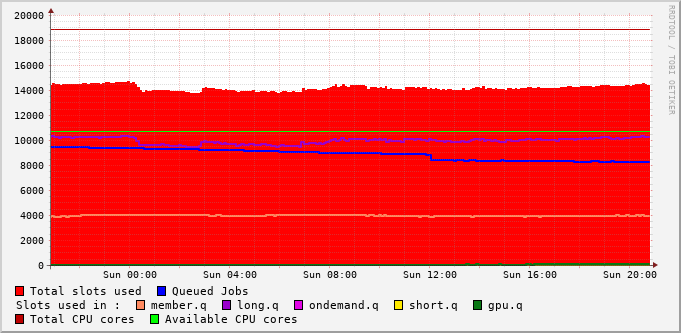 20000
18000
16000
14000
12000
10000
8000
6000
4000
2000
0
Sun 00:00 Sun 04:00 Sun 08:00 Sun 12:00 Sun 16:00 Sun 20:00
Total slots used Queued Jobs
Slots used in : member.q long.q ondemand.q short.q gpu.q
Total CPU cores Available CPU cores
RRDTOOL / TOBI OETIKER